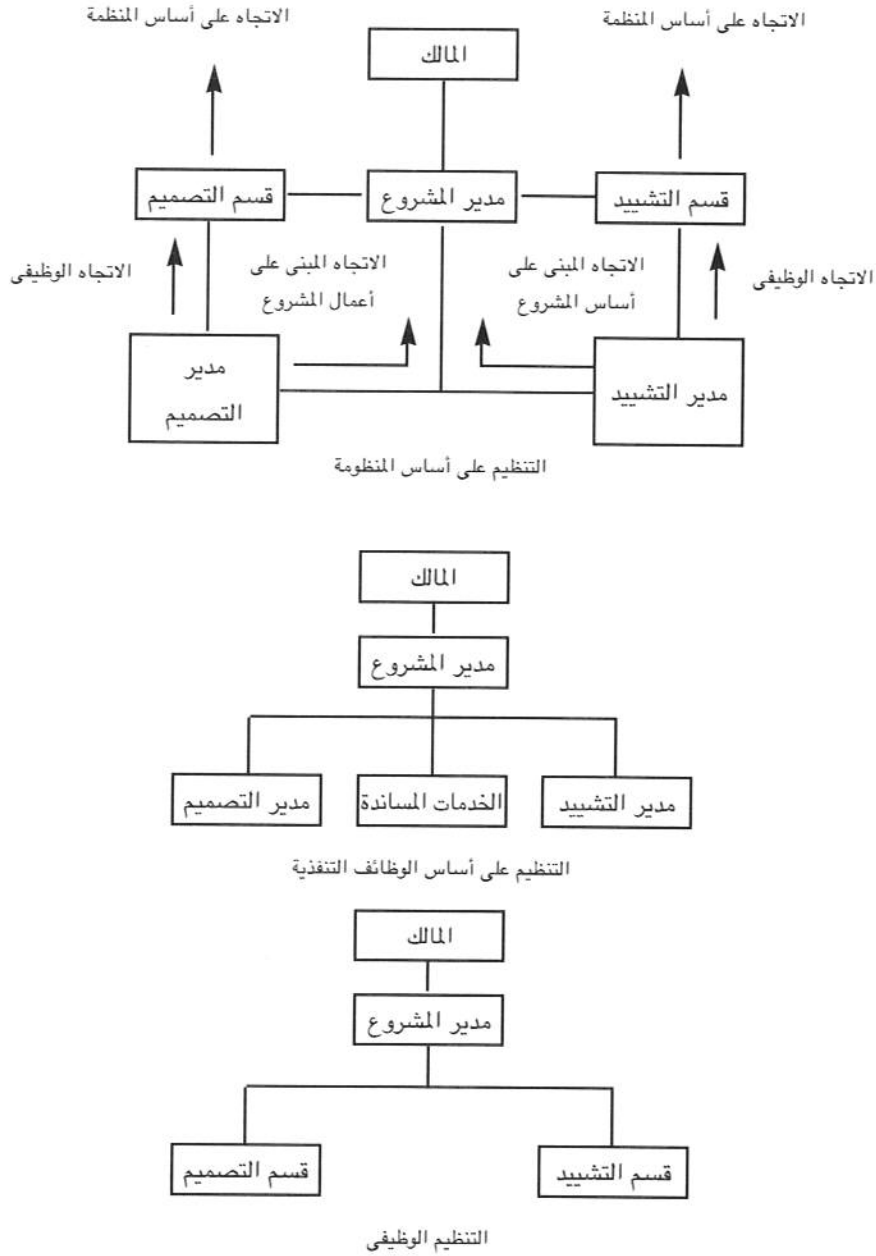 الاتجاه على أساس المنظمة
الاتجاه على أساس المنظمة
المالك
قسم التشييد
مدير المشروع
قسم التصميم
الاتجاه الوظيفى
الاتجاه المبنى على
أساس المشروع
الاتجاه المبنى على
أعمال المشروع
الاتجاه الوظيفى
مدير التشييد
مدير
التصميم
التنظيم على أساس المنظومة
المالك
مدير المشروع
مدير التشييد
الخدمات المساندة
مدير التصميم
التنظيم على أساس الوظائف التنفذية
المالك
مدير المشروع
قسم التشييد
قسم التصميم
التنظيم الوظيفى